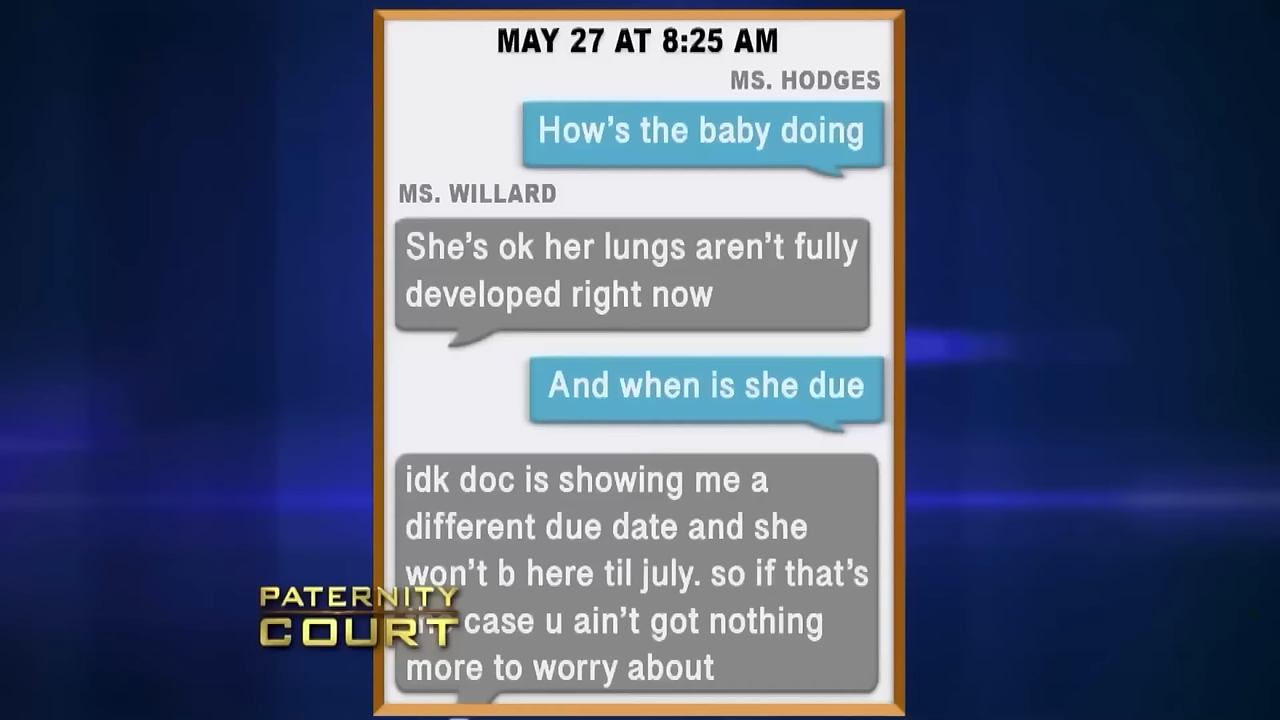 MAY 27 AT 8:25 AM
MS. HODGES
How's the baby doing
MS. WILLARD
She's ok her lungs aren't fully
developed right now
And when is she due
idk doc is showing me a
different due date and she
won't b here til july. so if that's
case u ain't got nothing
more to worry about
PATERNITY
COURT